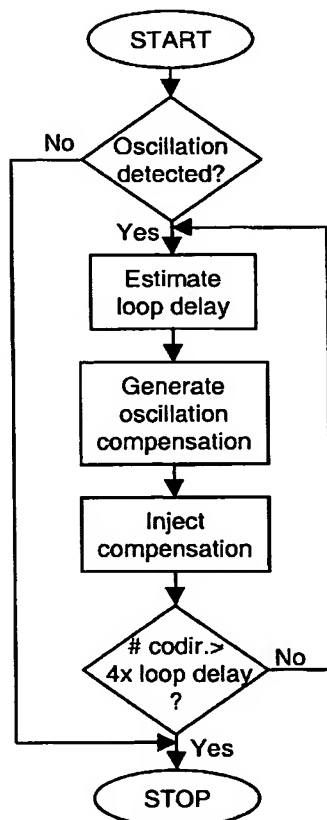 START
No
Oscillation
detected?
Yes
Estimate
loop delay
Generate
oscillation
compensation
Inject
compensation
# codir.>
4x loop delay
?
No
Yes
STOP